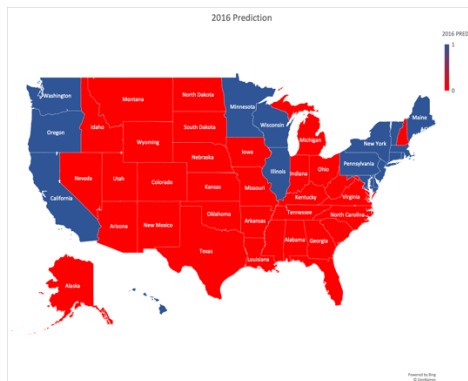 2016 Prediction
2016 PRED
1
0
Washington
Montana
North Dakota
Minnesota
Maine
Oregon
Idaho
South Dakota
Wisconsin
Michigan
New York
Wyoming
Iowa
Nebraska
Pennsylvania
Nevada
Utah
Colorado
Kansas
Missouri
Illinois
Indiana
Ohio
California
Kentucky
Virginia
Arizona
New Mexico
Oklahoma
Arkansas
Tennessee
North Carolina
Texas
Louisiana
Alabama
Georgia
Alaska
Powered by Bing